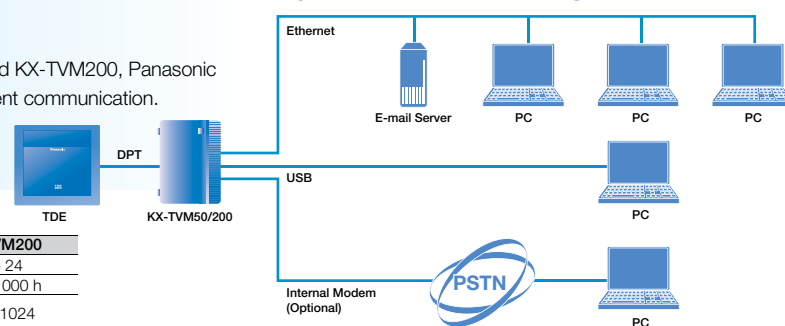 Ethernet
d KX-TVM200, Panasonic
ent communication.
E-mail Server
PC
PC
PC
DPT
Panasonic
TDE
KX-TVM50/200
USB
PC
VM200
24
000 h
1024
Internal Modem
(Optional)
PSTN
PC